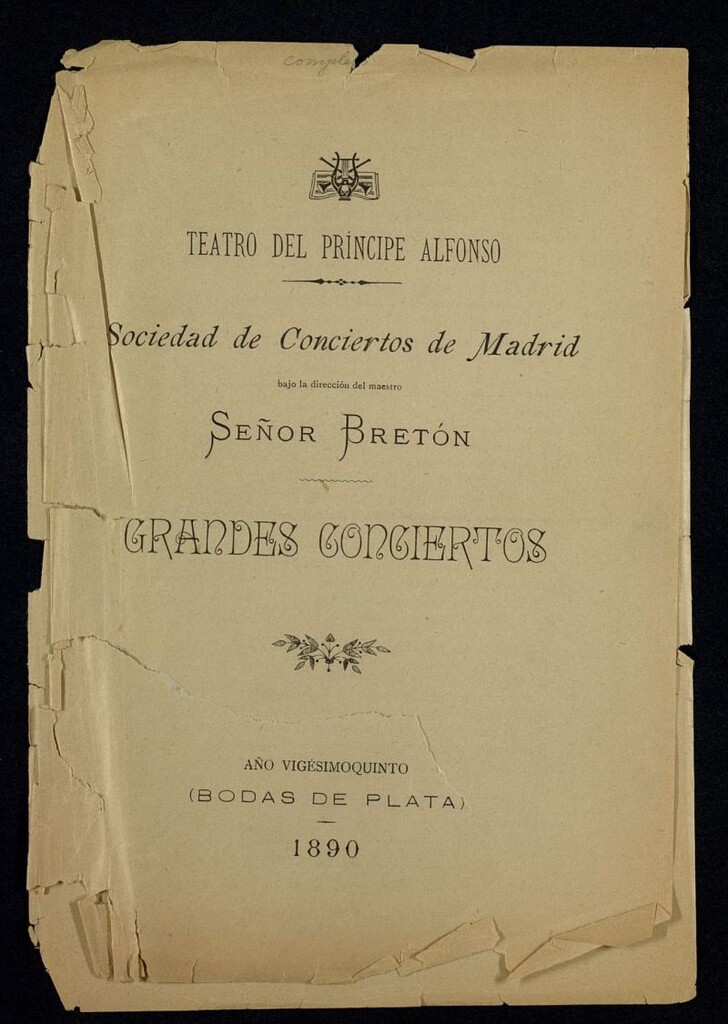 TEATRO DEL PRÍNCIPE ALFONSO
Sociedad de Conciertos de Madrid
bajo la dirección del maestro
SEÑOR BRETÓN
GRANDES CONCIERTOS
AÑO VIGÉSIMOQUINTO
(BODAS DE PLATA)
1890